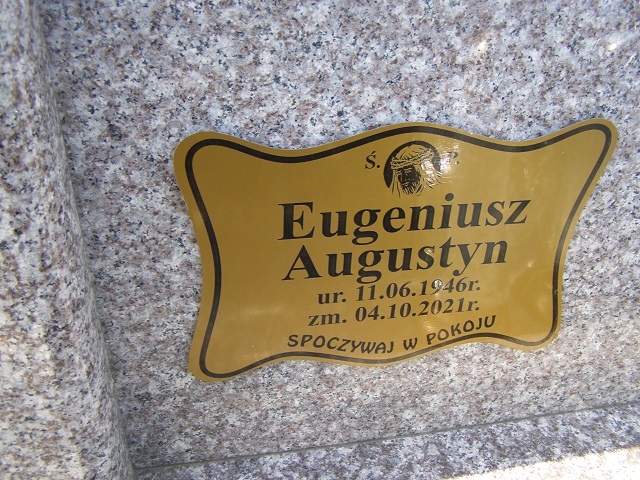 Ś. P.
Eugeniusz
Augustyn
ur. 11.06.1946r.
zm. 04.10.2021r.
SPOCZYWAJ W POKOJU